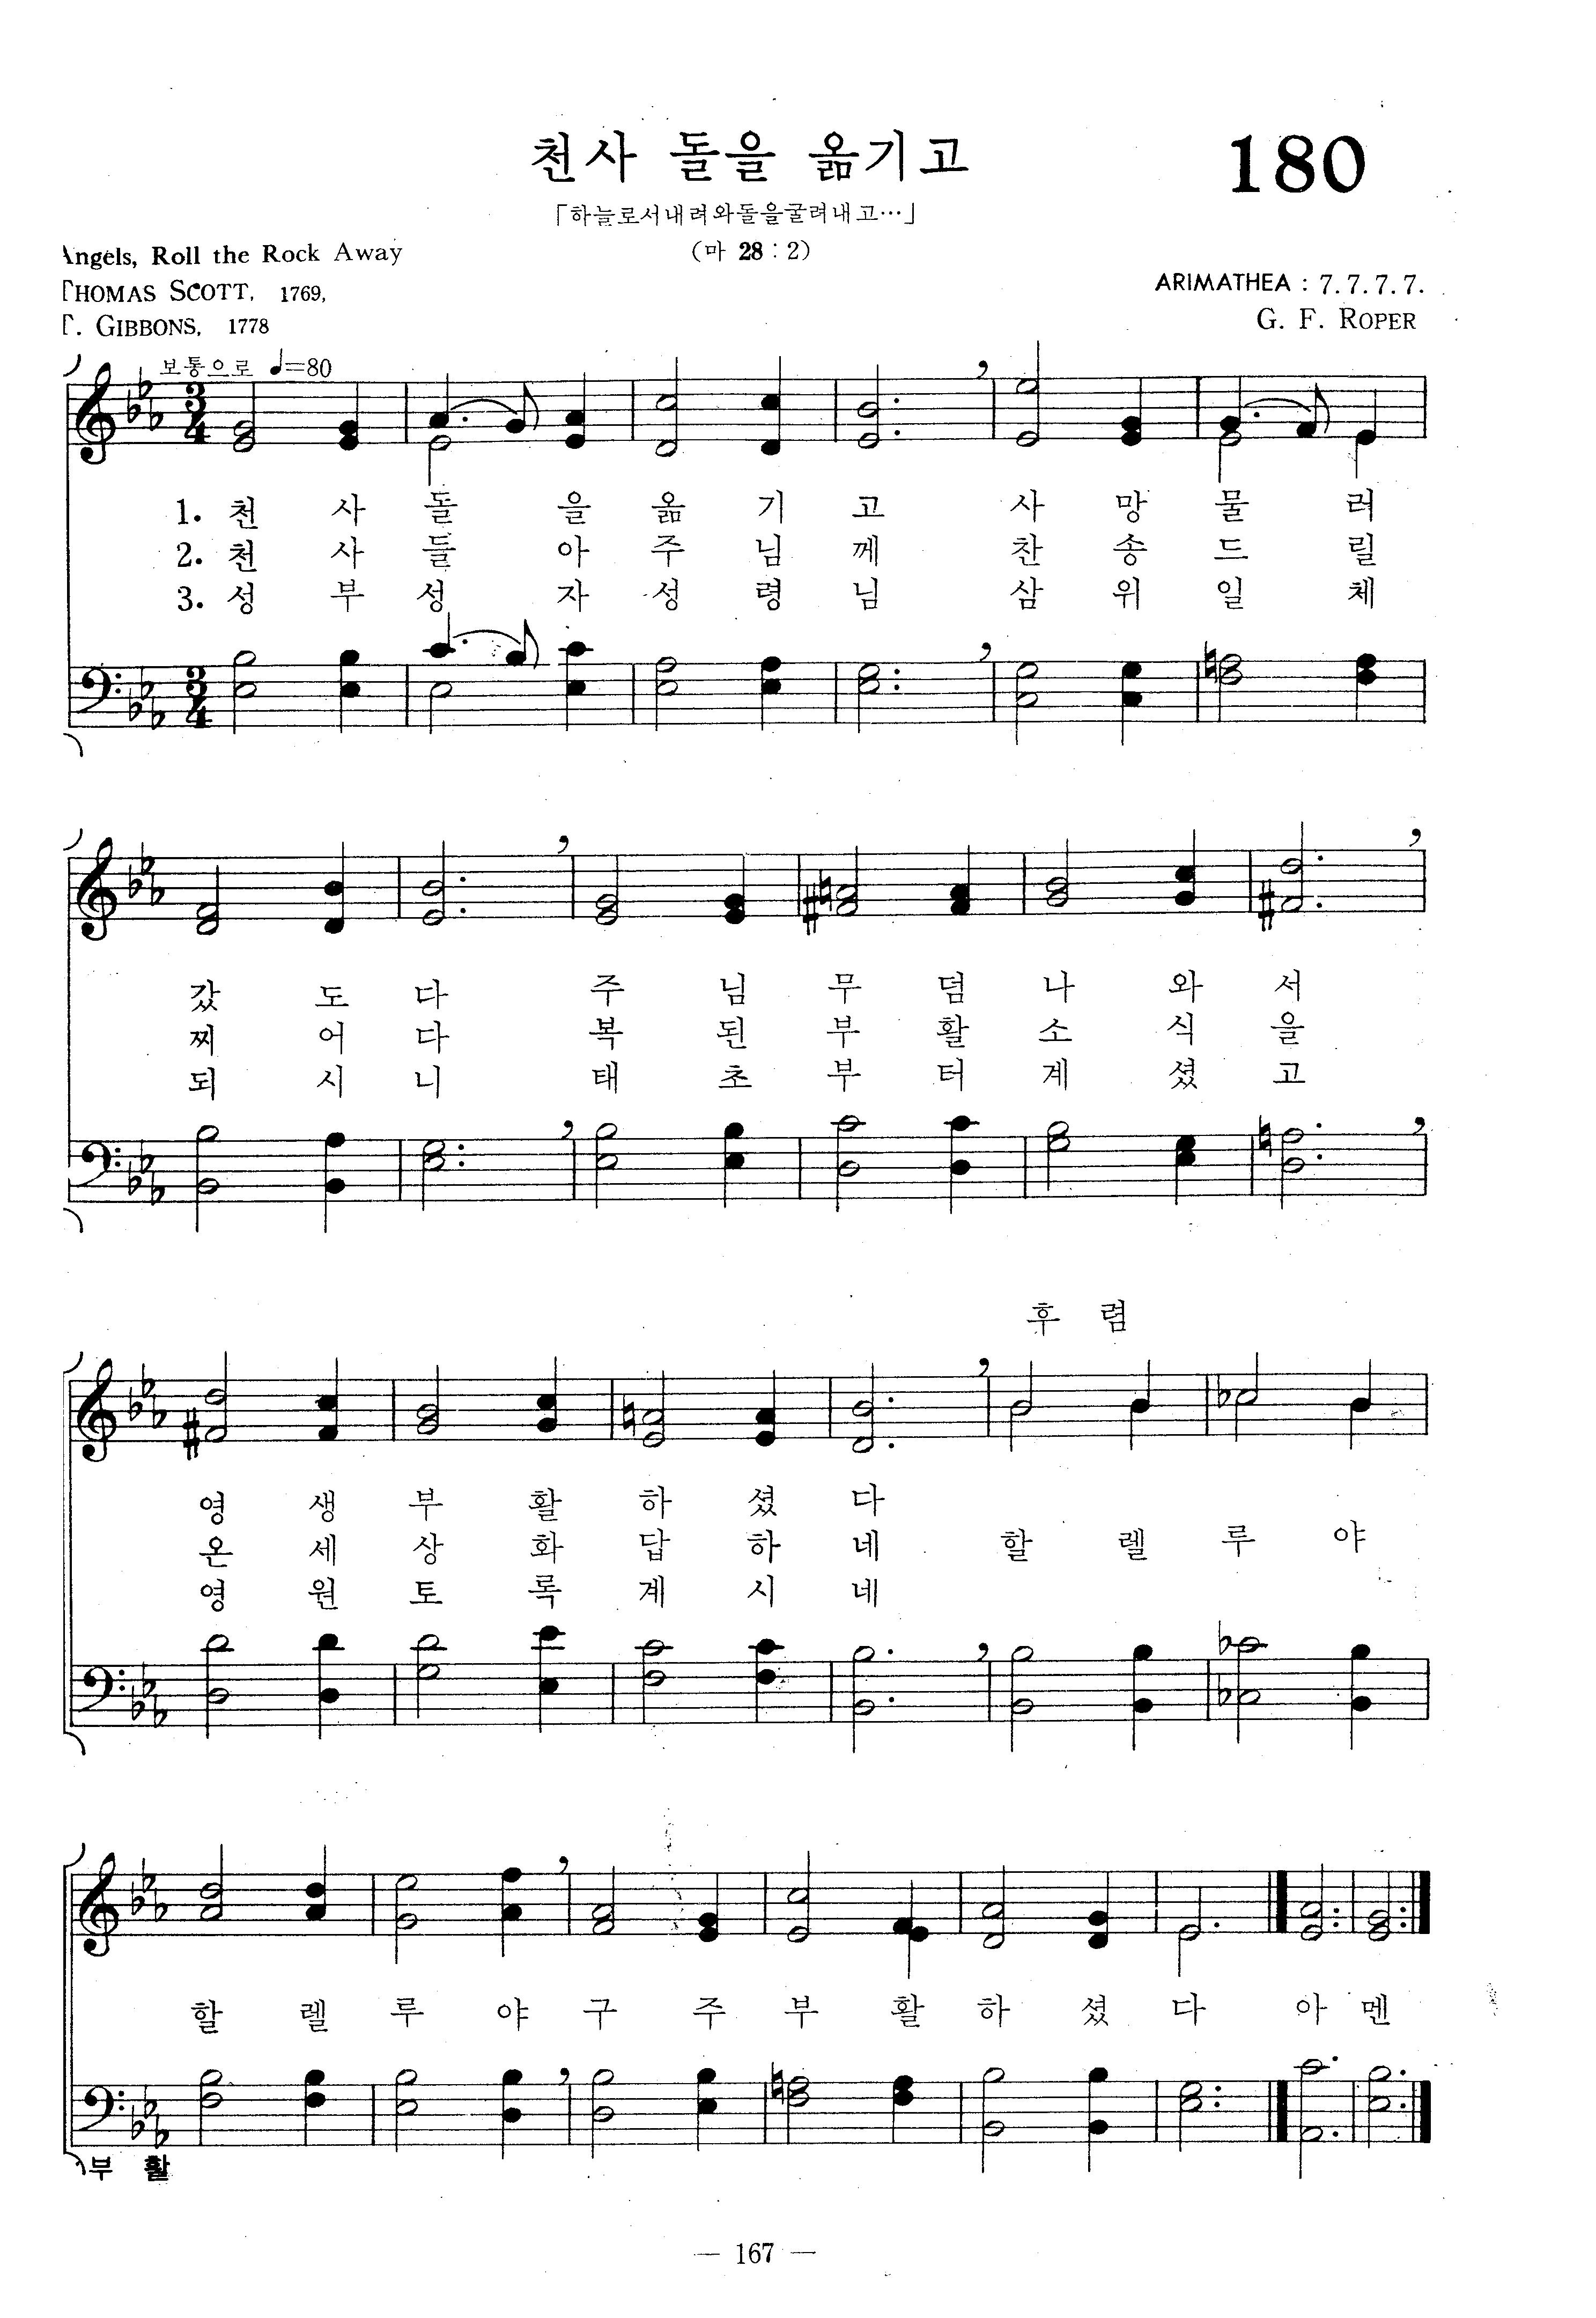 천사 돌을 옮기고
180
「하늘로서내려와돌을굴려내고…」
(마 28 : 2)
Angels, Roll the Rock Away
THOMAS SCOTT, 1769,
T. GIBBONS, 1778
ARIMATHEA : 7. 7. 7. 7.
G. F. ROPER
보통으로 ♩=80
3/4
1. 천 사 돌 을 옮 기 고 사 망 물 러
2. 천 사 들 아 주 님 께 찬 송 드 릴
3. 성 부 성 자 성 령 님 삼 위 일 체
3/4
갔 도 다 주 님 무 덤 나 와 서
찌 어 다 복 된 부 활 소 식 을
되 시 니 태 초 부 터 계 셨 고
후 렴
영 생 부 활 하 셨 다
온 세 상 화 답 하 네 할 렐 루 야
영 원 토 록 계 시 네
할 렐 루 야 구 주 부 활 하 셨 다 아 멘
부 활
— 167 —